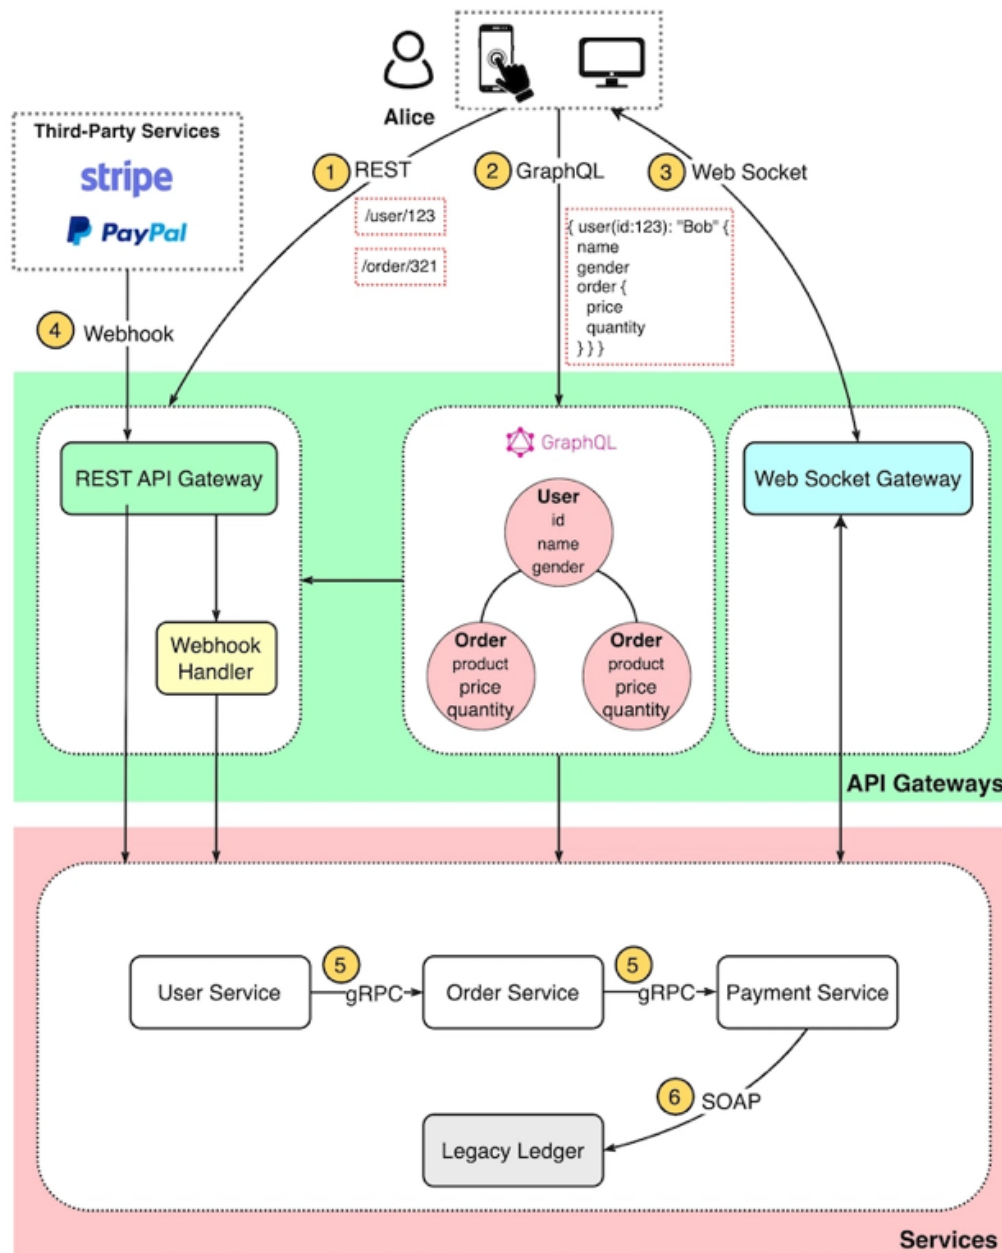 Alice
Third-Party Services
stripe
PayPal
1 REST
/user/123
/order/321
2 GraphQL
{ user(id:123): "Bob" {
name
gender
order {
price
quantity
} } }
3 Web Socket
4 Webhook
REST API Gateway
Webhook
Handler
GraphQL
User
id
name
gender
Order
product
price
quantity
Order
product
price
quantity
Web Socket Gateway
API Gateways
User Service
5
gRPC
Order Service
5
gRPC
Payment Service
6 SOAP
Legacy Ledger
Services